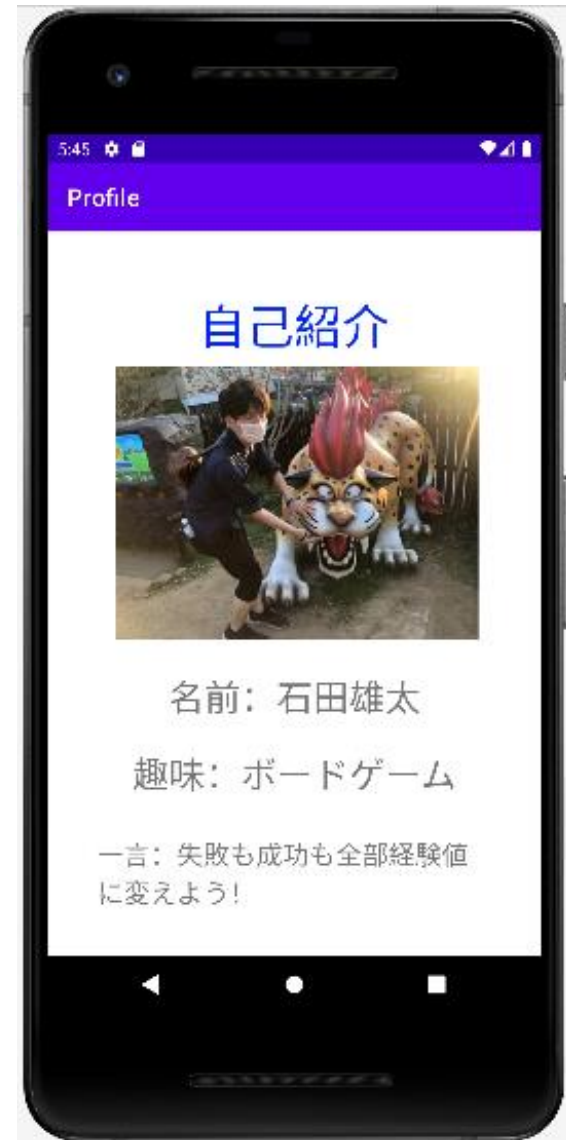 5:45
Profile
自己紹介
名前：石田雄太
趣味：ボードゲーム
一言：失敗も成功も全部経験値
に変えよう！